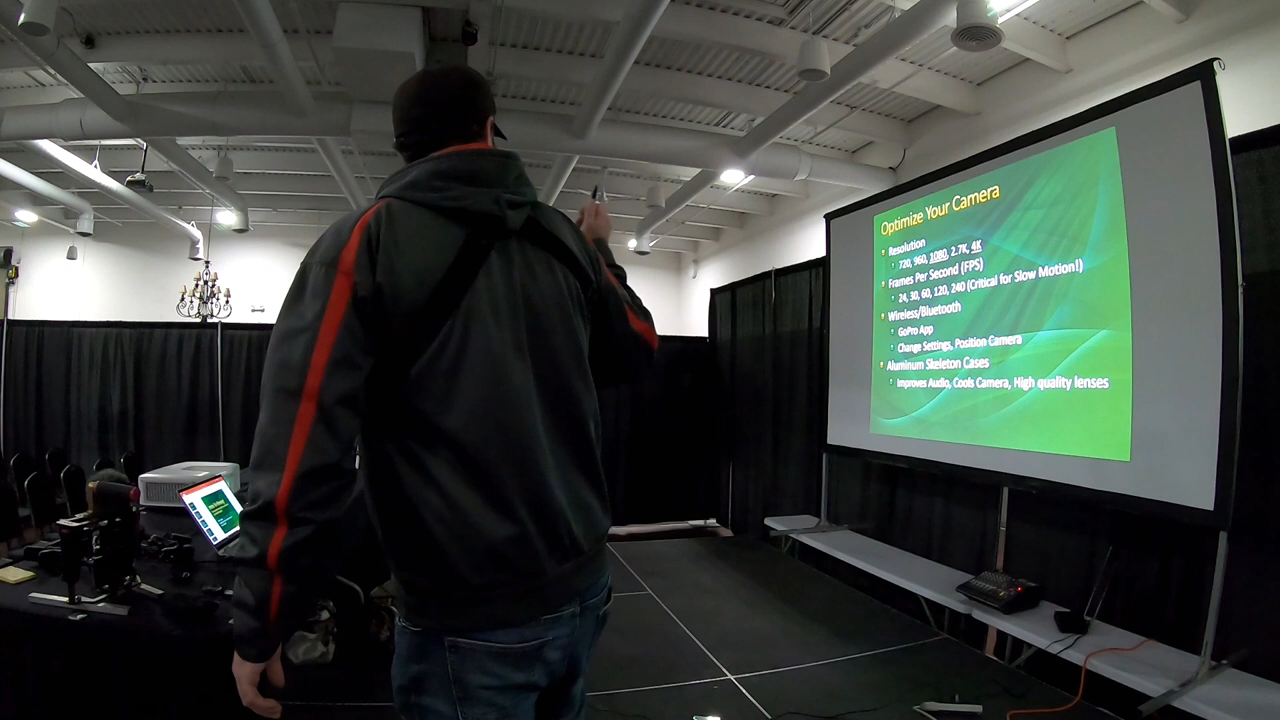 Optimize Your Camera
Resolution
720, 960, 1080, 2.7K, 4K
Frames Per Second (FPS)
24, 30, 60, 120, 240 (Critical for Slow Motion!)
Wireless/Bluetooth
GoPro App
Change Settings, Position Camera
Aluminum Skeleton Cases
Improves Audio, Cools Camera, High quality lenses